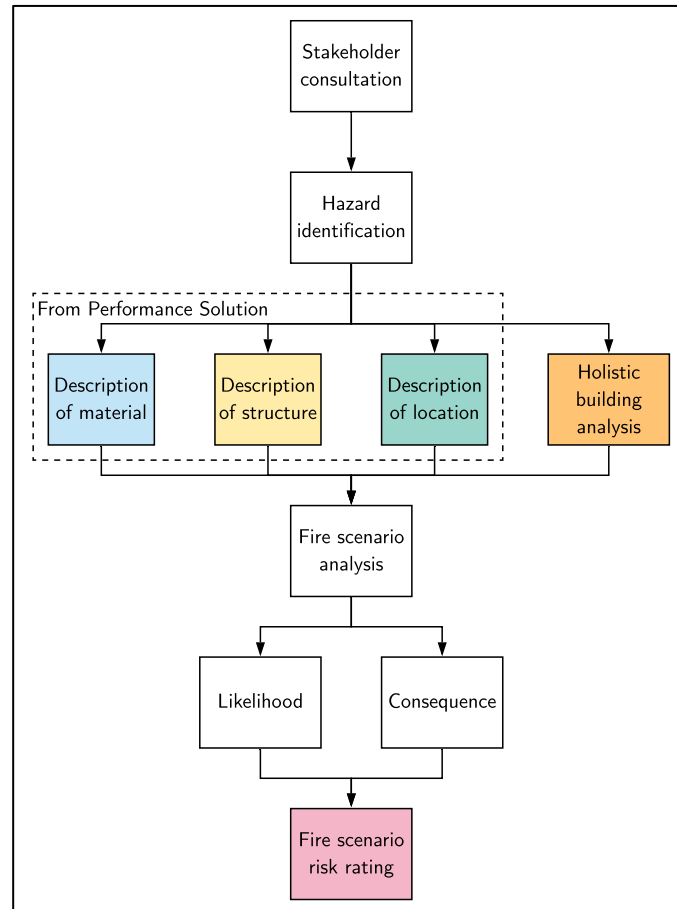 Stakeholder
consultation
Hazard
identification
From Performance Solution
Description
of material
Description
of structure
Description
of location
Holistic
building
analysis
Fire scenario
analysis
Likelihood
Consequence
Fire scenario
risk rating